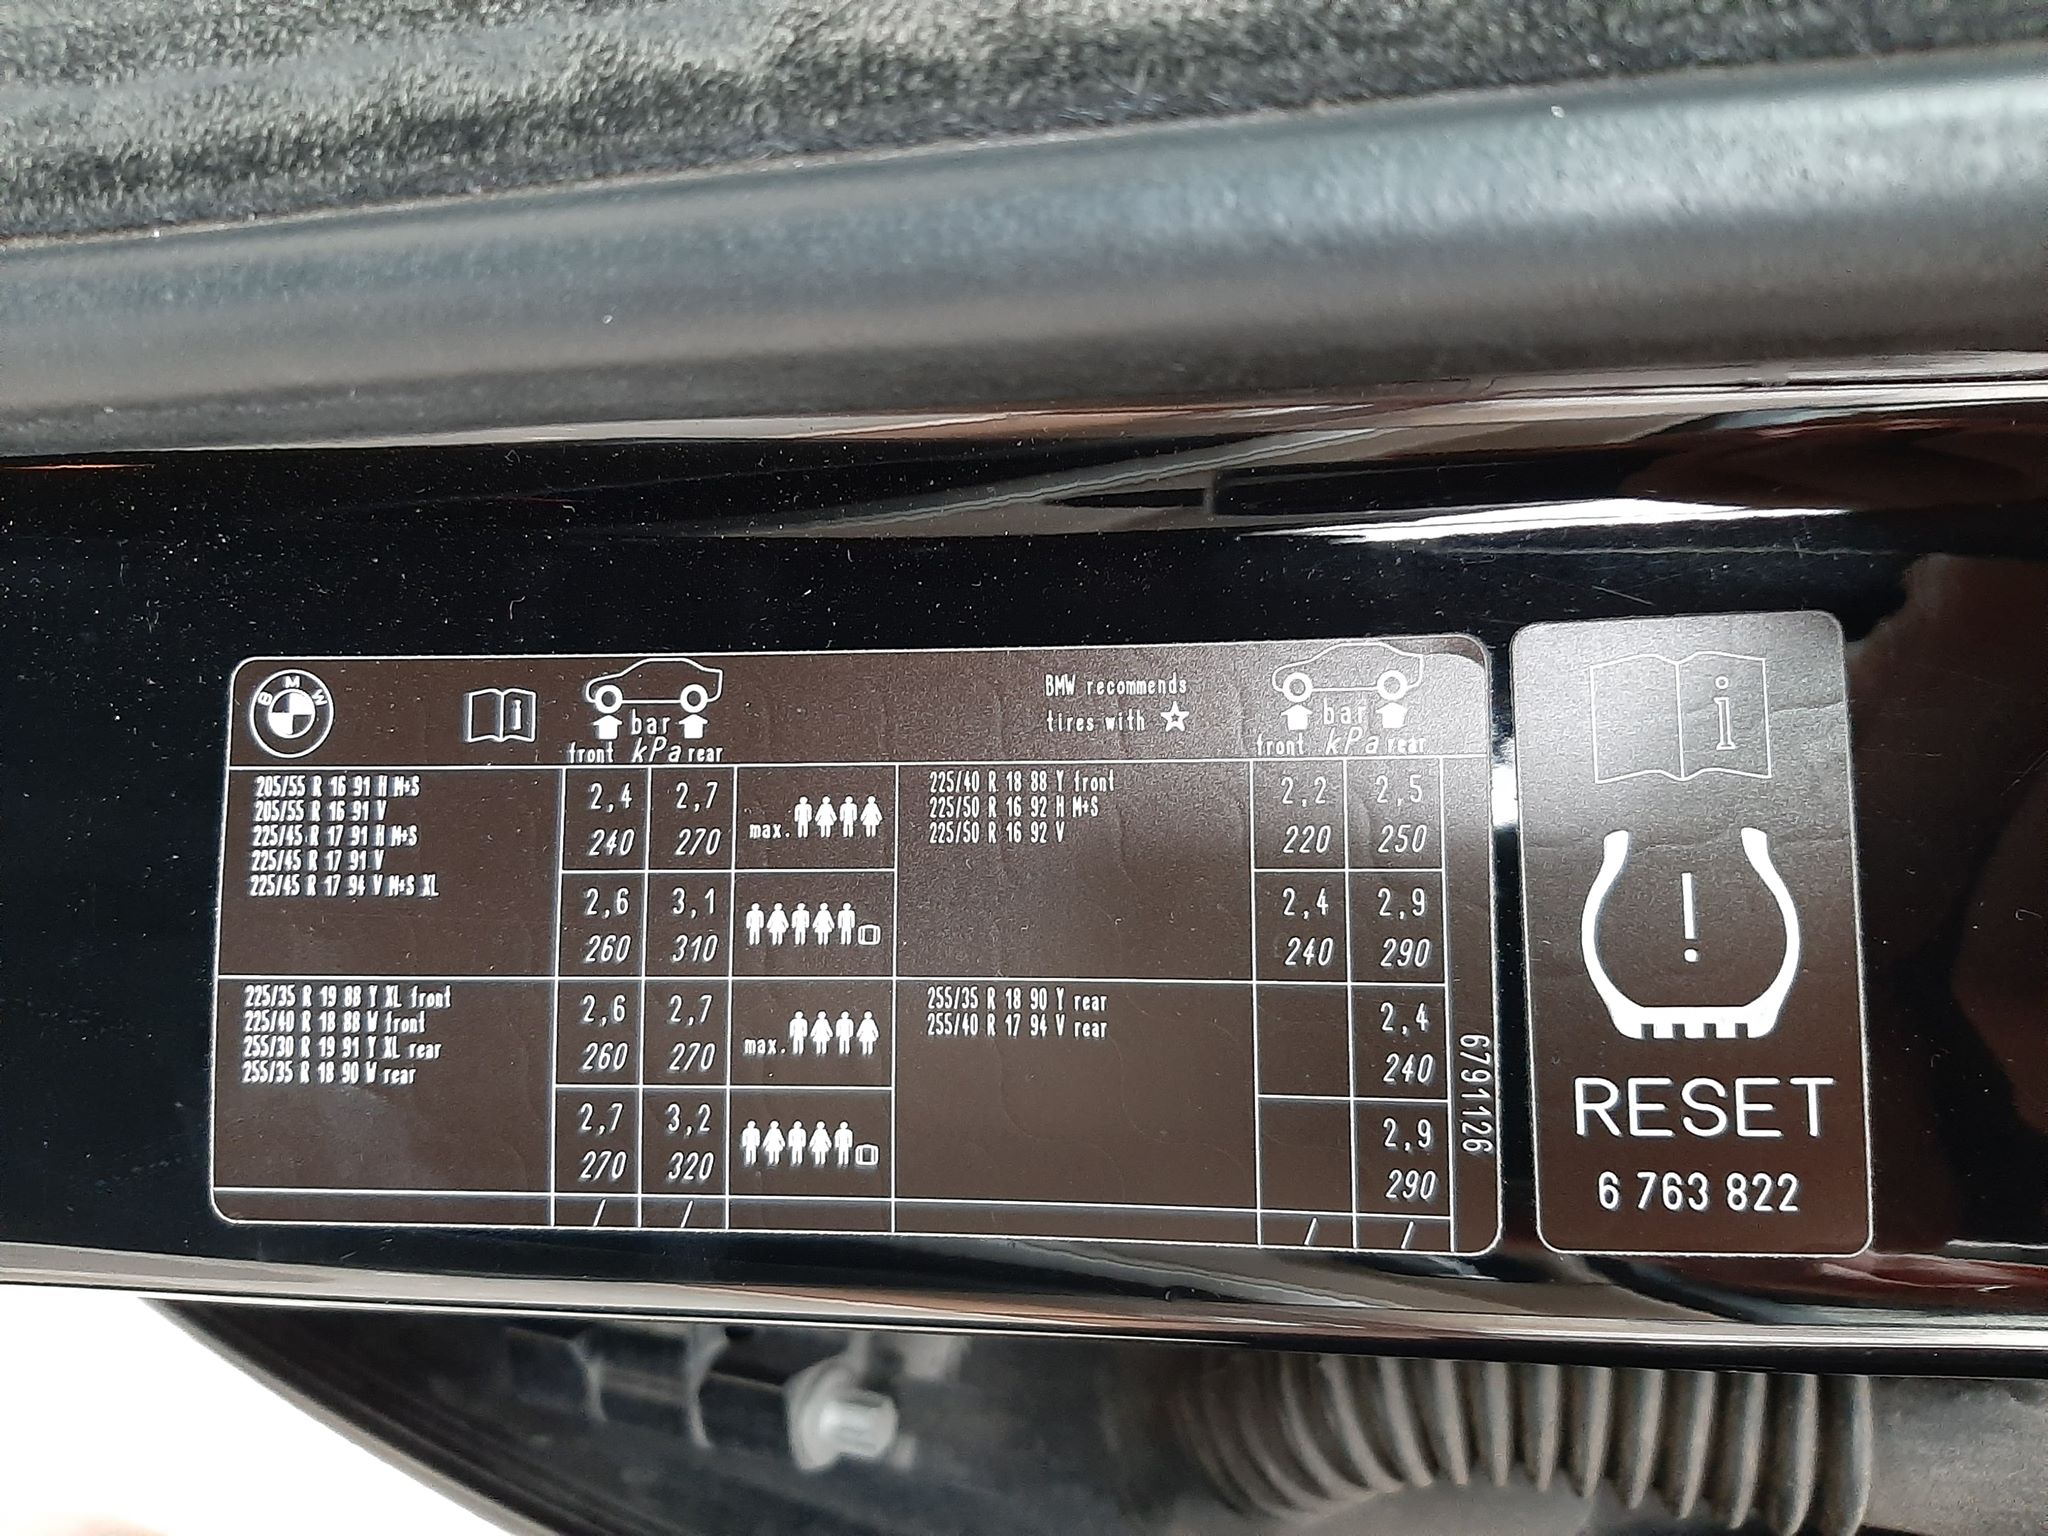 BMW
bar
front kPa rear
BMW recommends
tires with
bar
front kPa rear
205/55 R 16 91 H M+S
205/55 R 16 91 V
225/45 R 17 91 H M+S
225/45 R 17 91 V
225/45 R 17 94 V M+S XL
2,4 2,7
240 270
max.
2,6 3,1
260 310
225/40 R 18 88 Y front
225/50 R 16 92 H M+S
225/50 R 16 92 V
2,2 2,5
220 250
2,4 2,9
240 290
225/35 R 19 88 Y XL front
225/40 R 18 88 W front
255/30 R 19 91 Y XL rear
255/35 R 18 90 W rear
2,6 2,7
260 270
max.
2,7 3,2
270 320
/ /
255/35 R 18 90 Y rear
255/40 R 17 94 V rear
2,4
240
2,9
290
/ /
6791126
i
!
RESET
6 763 822